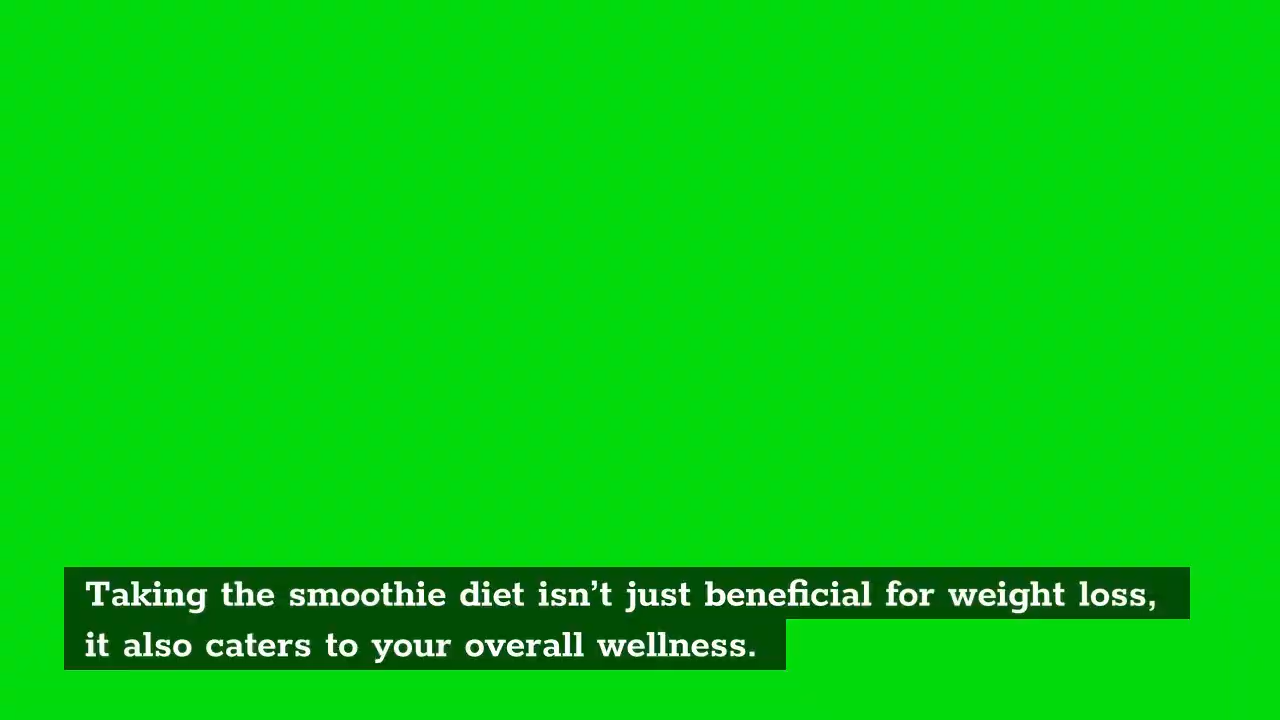 Taking the smoothie diet isn’t just beneficial for weight loss,
it also caters to your overall wellness.